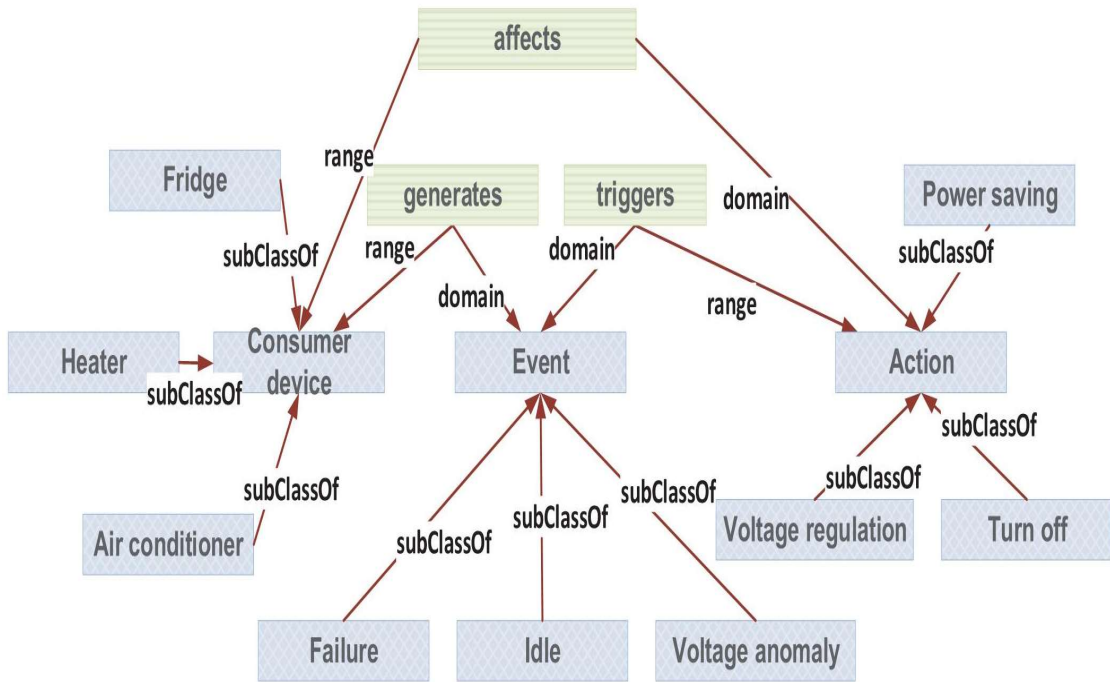 affects
range
Fridge
generates
triggers
domain
Power saving
subClassOf
range
domain
subClassOf
domain
range
Heater
Consumer
device
Event
Action
subClassOf
subClassOf
subClassOf
subClassOf
subClassOf
Air conditioner
subClassOf
subClassOf
Voltage regulation
Turn off
Failure
Idle
Voltage anomaly